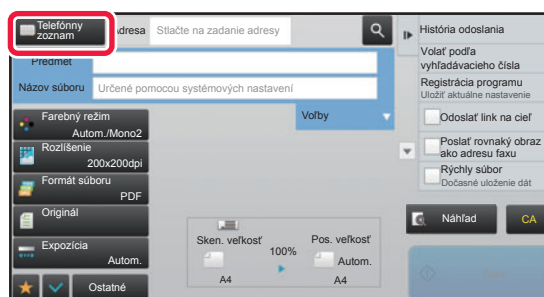 Telefónny
zoznam
Adresa
Stlačte na zadanie adresy
Predmet
Názov súboru
Určené pomocou systémových nastavení
Farebný
režim
Autom./Mono2
Rozlíšenie
200x200dpi
Formát súboru
PDF
Originál
Expozícia
Autom.
Ostatné
Voľby
Sken. veľkosť
A4
100%
Pos. veľkosť
Autom.
A4
História odoslania
Volať podľa
vyhľadávacieho čísla
Registrácia programu
Uložiť aktuálne nastavenie
Odoslať link na cieľ
Poslať rovnaký obraz
ako adresu faxu
Rýchly súbor
Dočasné uloženie dát
Náhľad
CA